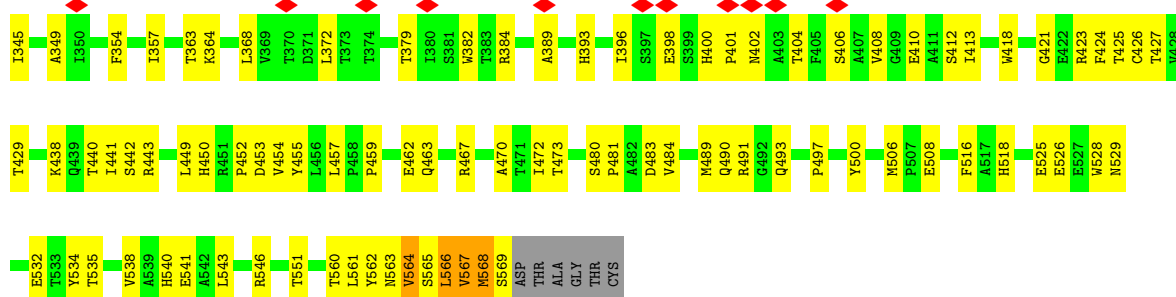 I345 A349 I350 F354 I357 T363 K364 L368 V369 T370 D371 L372 T373 T374 T379 I380 S381 W382 T383 R384 A389 H393 I396 S397 E398 S399 H400 P401 N402 A403 T404 F405 S406 A407 V408 G409 E410 A411 S412 I413 W418 G421 E422 R423 F424 T425 C426 T427 V428
T429 K438 Q439 T440 I441 S442 R443 L449 H450 R451 P452 D453 V454 Y455 L456 L457 P458 P459 E462 Q463 R467 A470 T471 I472 T473 S480 P481 A482 D483 V484 M489 Q490 R491 G492 Q493 P497 Y500 M506 P507 E508 F516 A517 H518 E525 E526 E527 W528 N529
E532 T533 Y534 T535 V538 A539 H540 E541 A542 L543 R546 T551 T560 L561 Y562 N563 V564 S565 L566 V567 M568 S569 ASP THR ALA GLY THR CYS